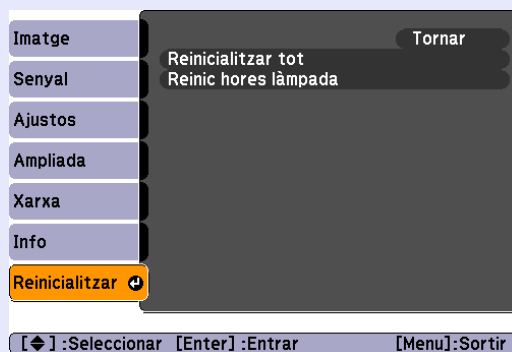 Imatge
Senyal
Ajustos
Ampliada
Xarxa
Info
Reinicialitzar
Tornar
Reinicialitzar tot
Reinic hores làmpada
[◆] :Seleccionar [Enter] :Entrar [Menu]:Sortir